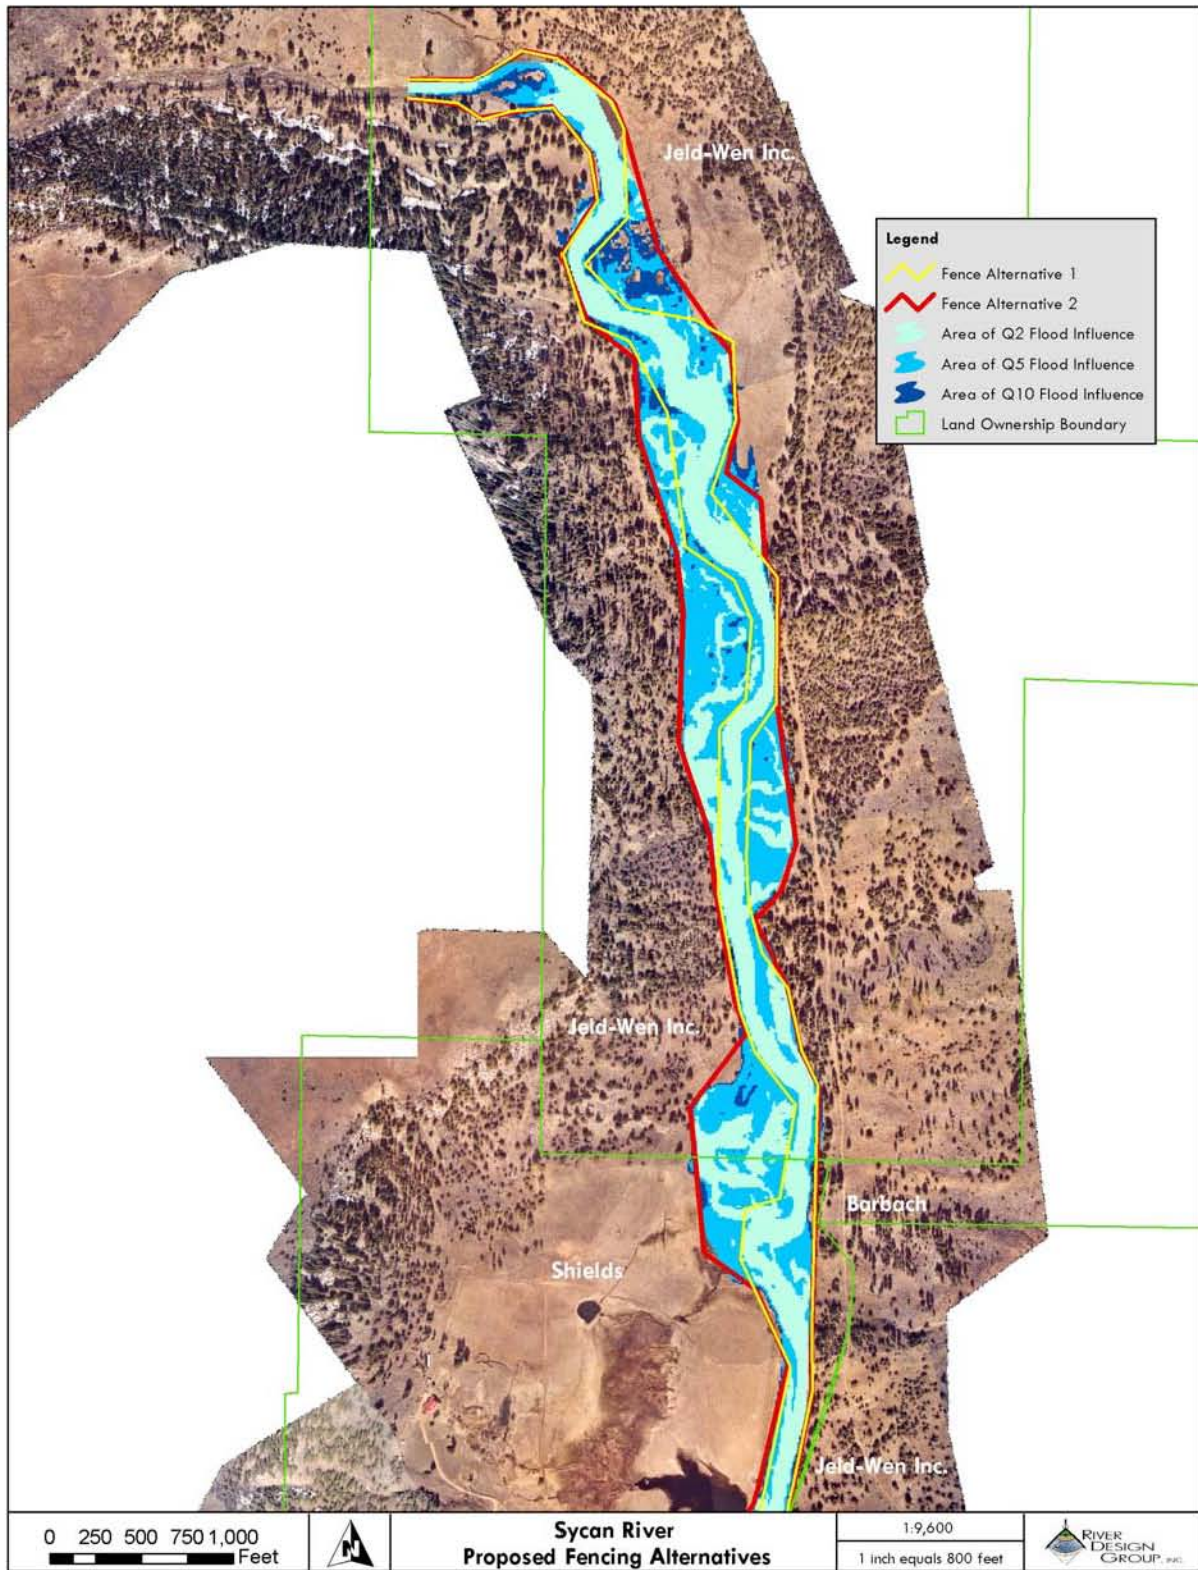 Jeld-Wen Inc.
Legend
Fence Alternative 1
Fence Alternative 2
Area of Q2 Flood Influence
Area of Q5 Flood Influence
Area of Q10 Flood Influence
Land Ownership Boundary
Jeld-Wen Inc.
Barbach
Shields
Jeld-Wen Inc.
0 250 500 750 1,000
Feet
N
Sycan River
Proposed Fencing Alternatives
1:9,600
1 inch equals 800 feet
RIVER
DESIGN
GROUP, INC.